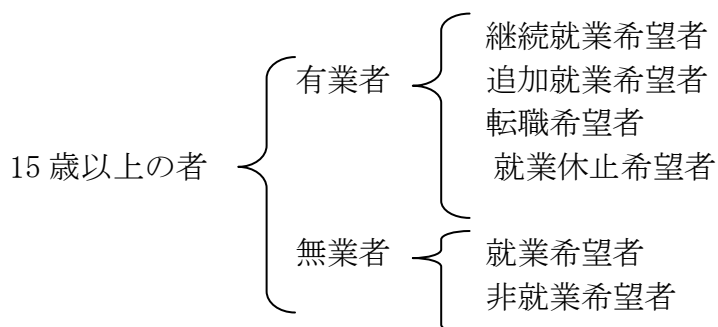 継続就業希望者
有業者
追加就業希望者
転職希望者
15歳以上の者
就業休止希望者
無業者
就業希望者
非就業希望者